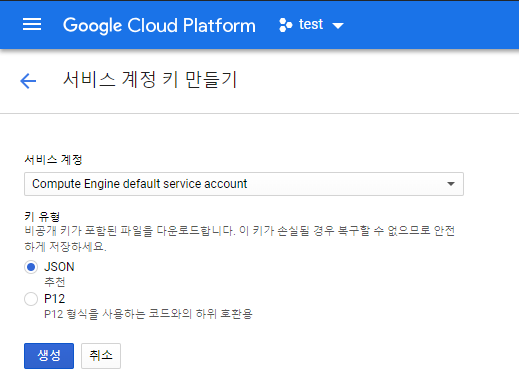 Google Cloud Platform test
서비스 계정 키 만들기
서비스 계정
Compute Engine default service account
키 유형
비공개 키가 포함된 파일을 다운로드합니다. 이 키가 손실될 경우 복구할 수 없으므로 안전
하게 저장하세요.
JSON
추천
P12
P12 형식을 사용하는 코드와의 하위 호환용
생성 취소